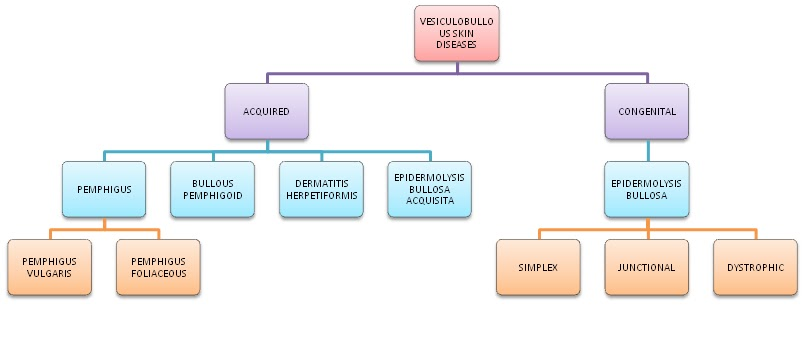 VESICULOBULLO
US SKIN
DISEASES
ACQUIRED
CONGENITAL
PEMPHIGUS
BULLOUS
PEMPHIGOID
DERMATITIS
HERPETIFORMIS
EPIDERMOLYSIS
BULLOSA
ACQUISITA
EPIDERMOLYSIS
BULLOSA
PEMPHIGUS
VULGARIS
PEMPHIGUS
FOLIACEOUS
SIMPLEX
JUNCTIONAL
DYSTROPHIC